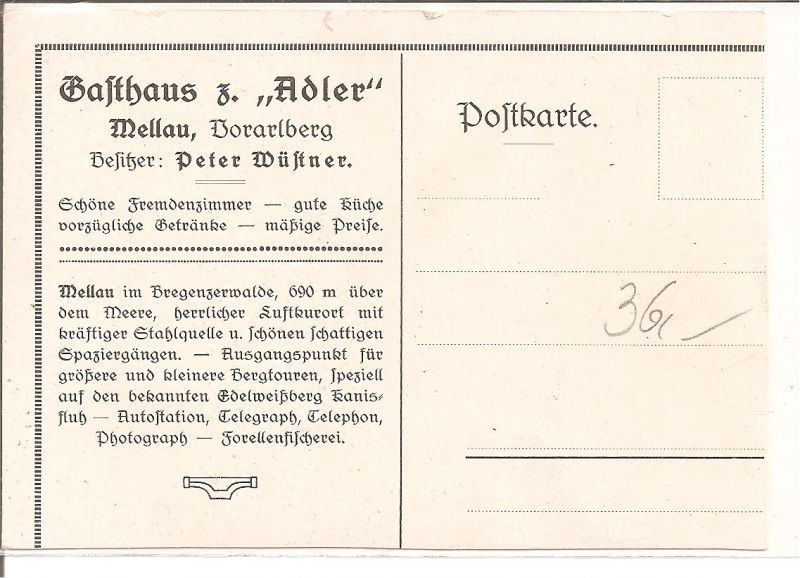 Gasthaus z. „Adler“
Mellau, Vorarlberg
Besitzer: Peter Wüstner.
Schöne Fremdenzimmer — gute Küche
vorzügliche Getränke — mäßige Preise.
Mellau im Bregenzerwalde, 690 m über
dem Meere, herrlicher Luftkurort mit
kräftiger Stahlquelle u. schönen schattigen
Spaziergängen. — Ausgangspunkt für
größere und kleinere Bergtouren, speziell
auf den bekannten Edelweißberg Kanis-
fluh — Autostation, Telegraph, Telephon,
Photograph — Forellenfischerei.
Postkarte.
36,—